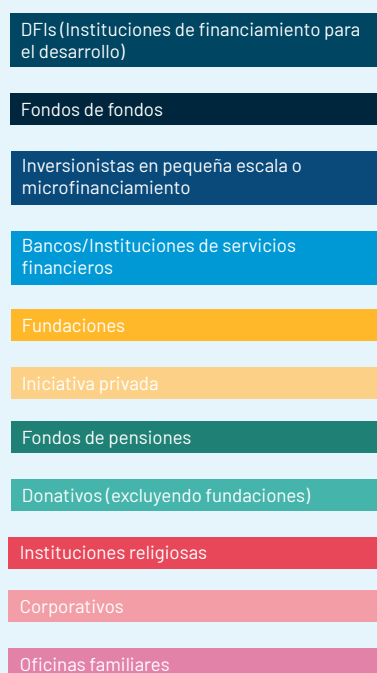 DFIs (Instituciones de financiamiento para
el desarrollo)
Fondos de fondos
Inversionistas en pequeña escala o
microfinanciamiento
Bancos/Instituciones de servicios
financieros
Fundaciones
Iniciativa privada
Fondos de pensiones
Donativos (excluyendo fundaciones)
Instituciones religiosas
Corporativos
Oficinas familiares